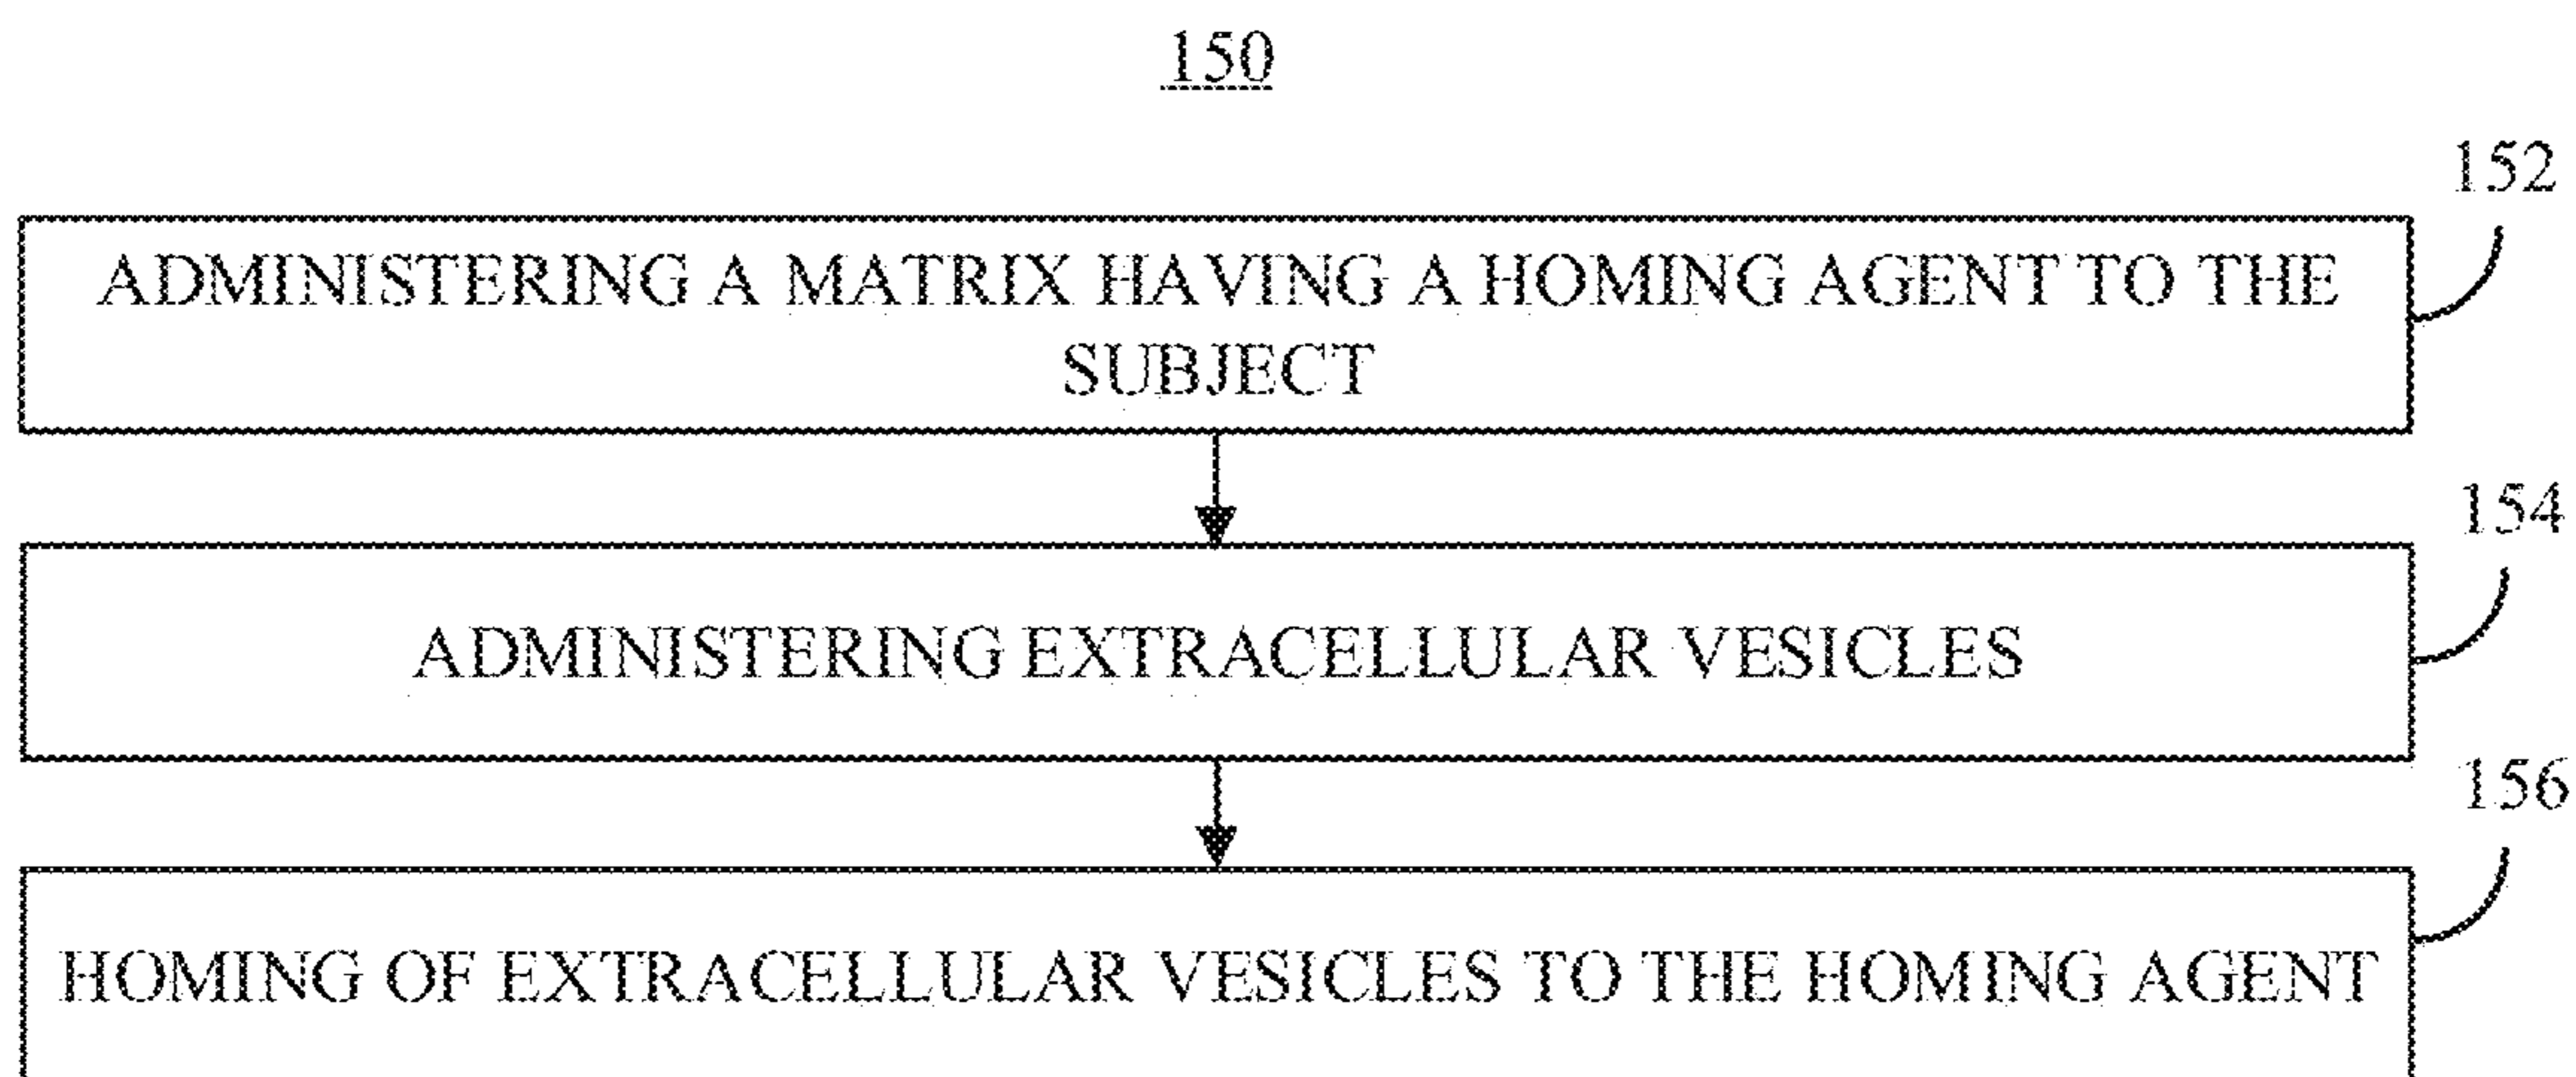 150
152
ADMINISTERING A MATRIX HAVING A HOMING AGENT TO THE
SUBJECT
154
ADMINISTERING EXTRACELLULAR VESICLES
156
HOMING OF EXTRACELLULAR VESICLES TO THE HOMING AGENT